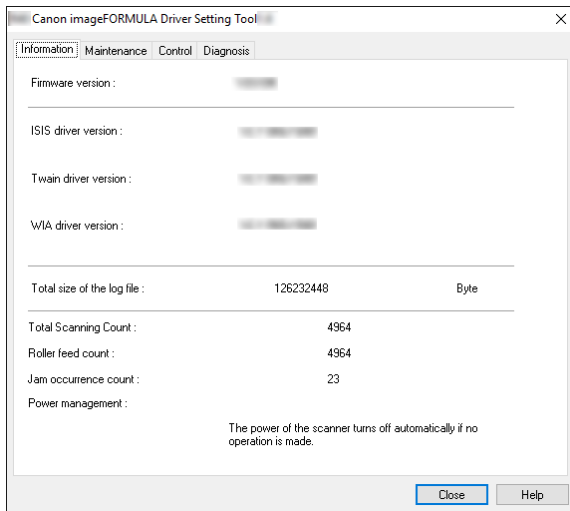 Canon imageFORMULA Driver Setting Tool
Information Maintenance Control Diagnosis
Firmware version :
ISIS driver version :
Twain driver version :
WIA driver version :
Total size of the log file : 126232448 Byte
Total Scanning Count : 4964
Roller feed count : 4964
Jam occurrence count : 23
Power management :
The power of the scanner turns off automatically if no
operation is made.
Close Help